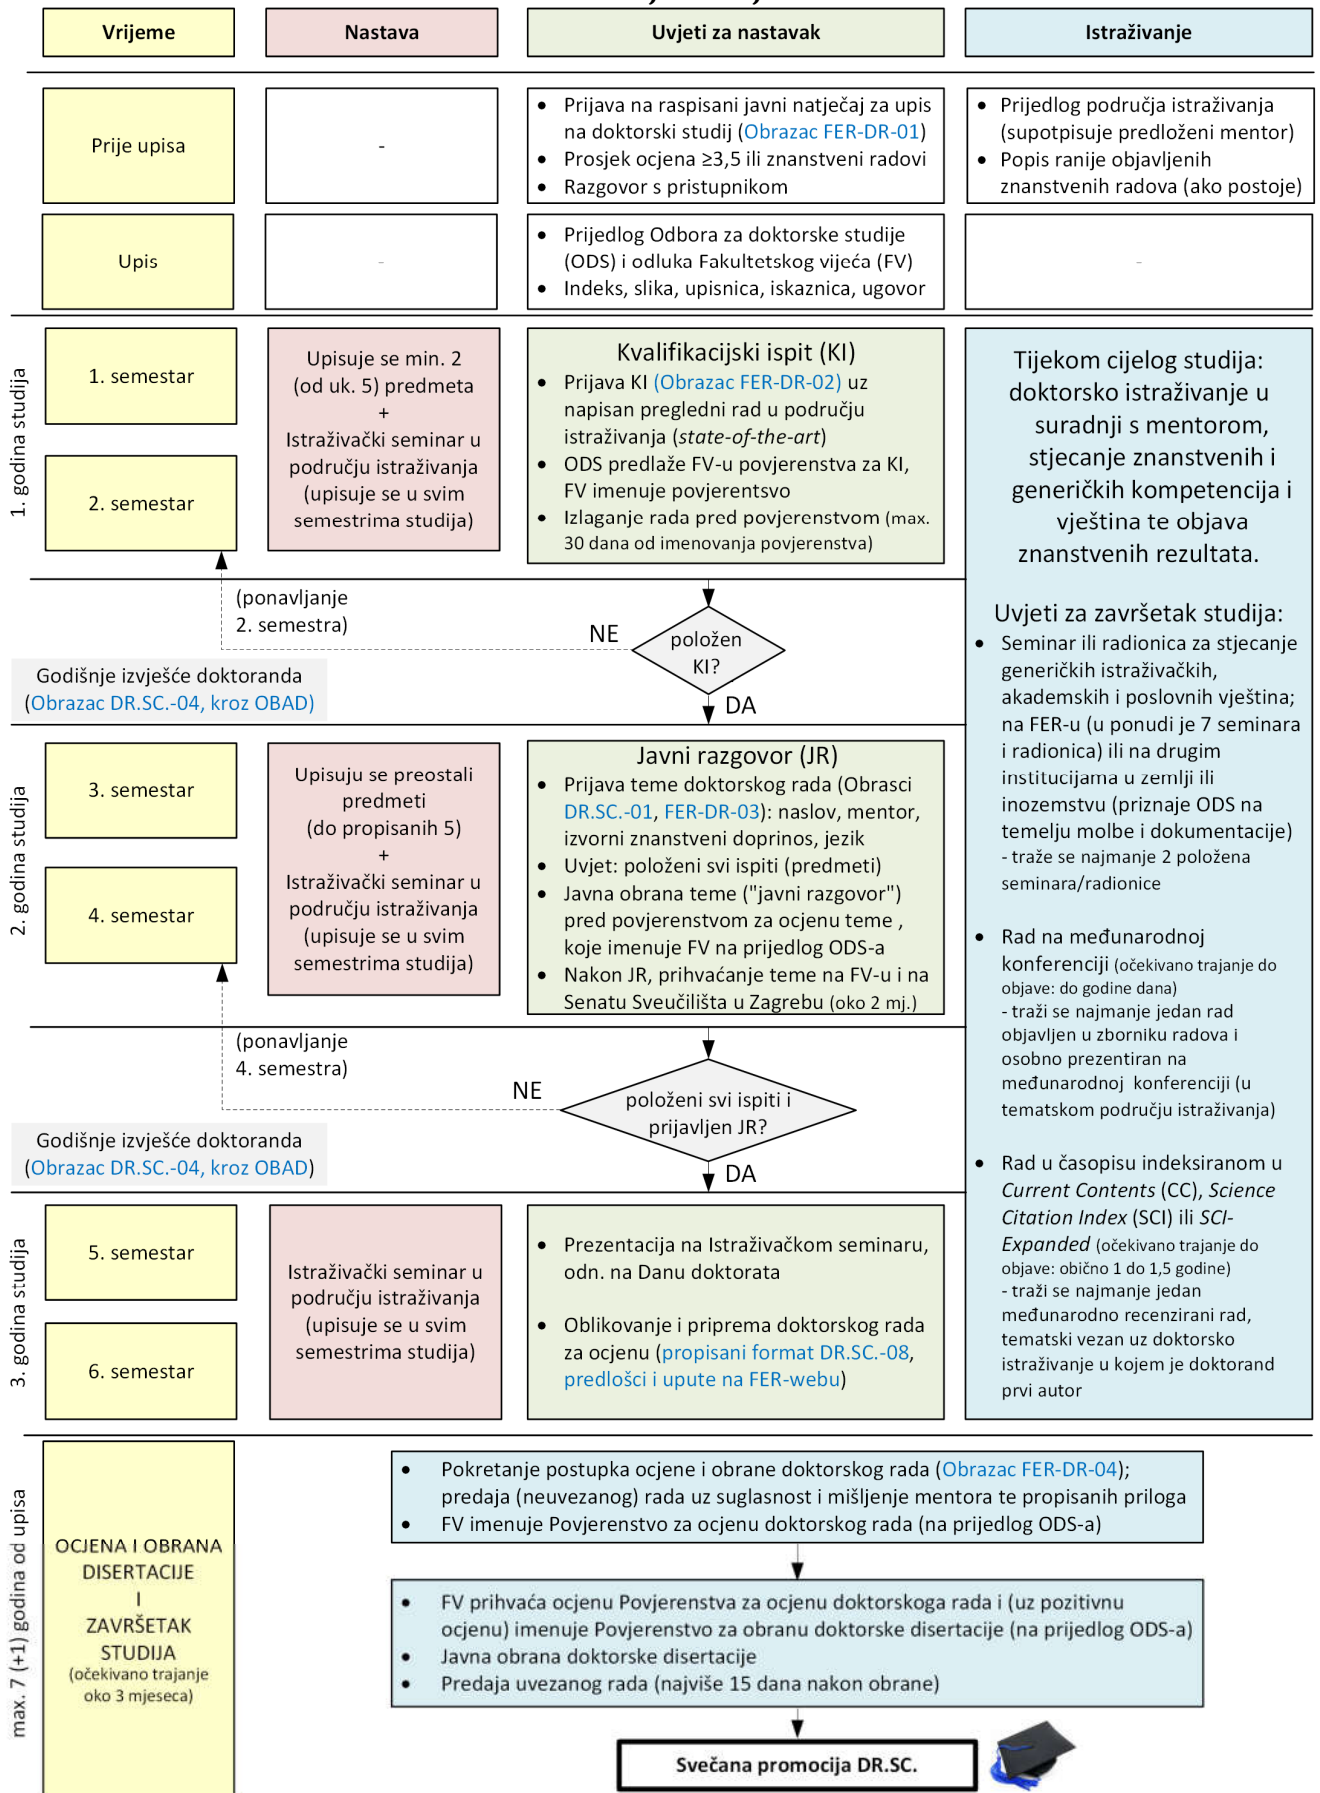 Vrijeme
Nastava
Uvjeti za nastavak
Istraživanje
Prije upisa
-
• Prijava na raspisani javni natječaj za upis
na doktorski studij (Obrazac FER-DR-01)
• Prosjek ocjena ≥3,5 ili znanstveni radovi
• Razgovor s pristupnikom
• Prijedlog područja istraživanja
(supotpisuje predloženi mentor)
• Popis ranije objavljenih
znanstvenih radova (ako postoje)
Upis
-
• Prijedlog Odbora za doktorske studije
(ODS) i odluka Fakultetskog vijeća (FV)
• Indeks, slika, upisnica, iskaznica, ugovor
-
1. godina studija
1. semestar
2. semestar
Upisuje se min. 2
(od uk. 5) predmeta
+
Istraživački seminar u
području istraživanja
(upisuje se u svim
semestrima studija)
Kvalifikacijski ispit (KI)
• Prijava KI (Obrazac FER-DR-02) uz
napisan pregledni rad u području
istraživanja (state-of-the-art)
• ODS predlaže FV-u povjerenstva za KI,
FV imenuje povjerentsvo
• Izlaganje rada pred povjerenstvom (max.
30 dana od imenovanja povjerenstva)
(ponavljanje
2. semestra)
NE
položen
KI?
DA
Godišnje izvješće doktoranda
(Obrazac DR.SC.-04, kroz OBAD)
2. godina studija
3. semestar
4. semestar
Upisuju se preostali
predmeti
(do propisanih 5)
+
Istraživački seminar u
području istraživanja
(upisuje se u svim
semestrima studija)
Javni razgovor (JR)
• Prijava teme doktorskog rada (Obrasci
DR.SC.-01, FER-DR-03): naslov, mentor,
izvorni znanstveni doprinos, jezik
• Uvjet: položeni svi ispiti (predmeti)
• Javna obrana teme ("javni razgovor")
pred povjerenstvom za ocjenu teme ,
koje imenuje FV na prijedlog ODS-a
• Nakon JR, prihvaćanje teme na FV-u i na
Senatu Sveučilišta u Zagrebu (oko 2 mj.)
(ponavljanje
4. semestra)
NE
položeni svi ispiti i
prijavljen JR?
DA
Godišnje izvješće doktoranda
(Obrazac DR.SC.-04, kroz OBAD)
3. godina studija
5. semestar
6. semestar
Istraživački seminar u
području istraživanja
(upisuje se u svim
semestrima studija)
• Prezentacija na Istraživačkom seminaru,
odn. na Danu doktorata
• Oblikovanje i priprema doktorskog rada
za ocjenu (propisani format DR.SC.-08,
predlošci i upute na FER-webu)
Tijekom cijelog studija:
doktorsko istraživanje u
suradnji s mentorom,
stjecanje znanstvenih i
generičkih kompetencija i
vještina te objava
znanstvenih rezultata.
Uvjeti za završetak studija:
• Seminar ili radionica za stjecanje
generičkih istraživačkih,
akademskih i poslovnih vještina;
na FER-u (u ponudi je 7 seminara
i radionica) ili na drugim
institucijama u zemlji ili
inozemstvu (priznaje ODS na
temelju molbe i dokumentacije)
- traže se najmanje 2 položena
seminara/radionice
• Rad na međunarodnoj
konferenciji (očekivano trajanje do
objave: do godine dana)
- traži se najmanje jedan rad
objavljen u zborniku radova i
osobno prezentiran na
međunarodnoj konferenciji (u
tematskom području istraživanja)
• Rad u časopisu indeksiranom u
Current Contents (CC), Science
Citation Index (SCI) ili SCI-
Expanded (očekivano trajanje do
objave: obično 1 do 1,5 godine)
- traži se najmanje jedan
međunarodno recenzirani rad,
tematski vezan uz doktorsko
istraživanje u kojem je doktorand
prvi autor
max. 7 (+1) godina od upisa
OCJENA I OBRANA
DISERTACIJE
I
ZAVRŠETAK
STUDIJA
(očekivano trajanje
oko 3 mjeseca)
• Pokretanje postupka ocjene i obrane doktorskog rada (Obrazac FER-DR-04);
predaja (neuvezanog) rada uz suglasnost i mišljenje mentora te propisanih priloga
• FV imenuje Povjerenstvo za ocjenu doktorskog rada (na prijedlog ODS-a)
• FV prihvaća ocjenu Povjerenstva za ocjenu doktorskoga rada i (uz pozitivnu
ocjenu) imenuje Povjerenstvo za obranu doktorske disertacije (na prijedlog ODS-a)
• Javna obrana doktorske disertacije
• Predaja uvezanog rada (najviše 15 dana nakon obrane)
Svečana promocija DR.SC.